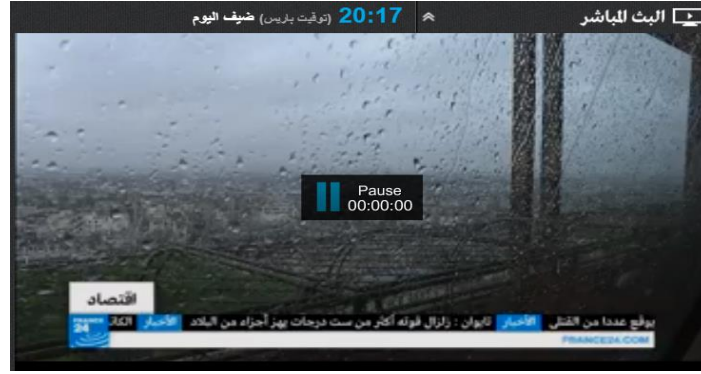 البث المباشر
20:17 (توقيت باريس) ضيف اليوم
Pause
00:00:00
اقتصاد
يوقع عددا من القتلى الأخبار تايوان : زلزال قوته أكثر من ست درجات يهز أجزاء من البلاد الأخبار الكا
FRANCE 24
FRANCE24.COM